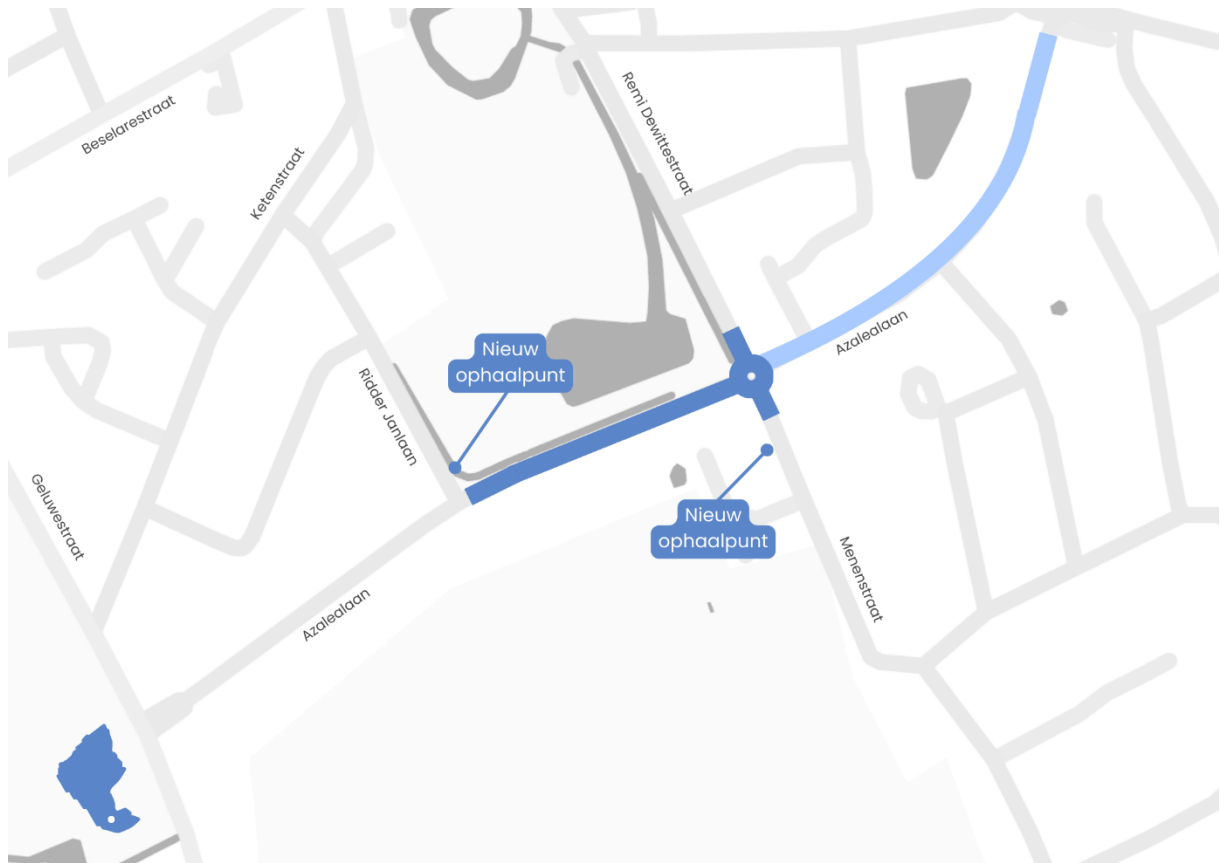 Beselarestraat
Remi Dewittestraat
Ketenstraat
Azalealaan
Nieuw
ophaalpunt
Ridder Janlaan
Geluwestraat
Nieuw
ophaalpunt
Menenstraat
Azalealaan